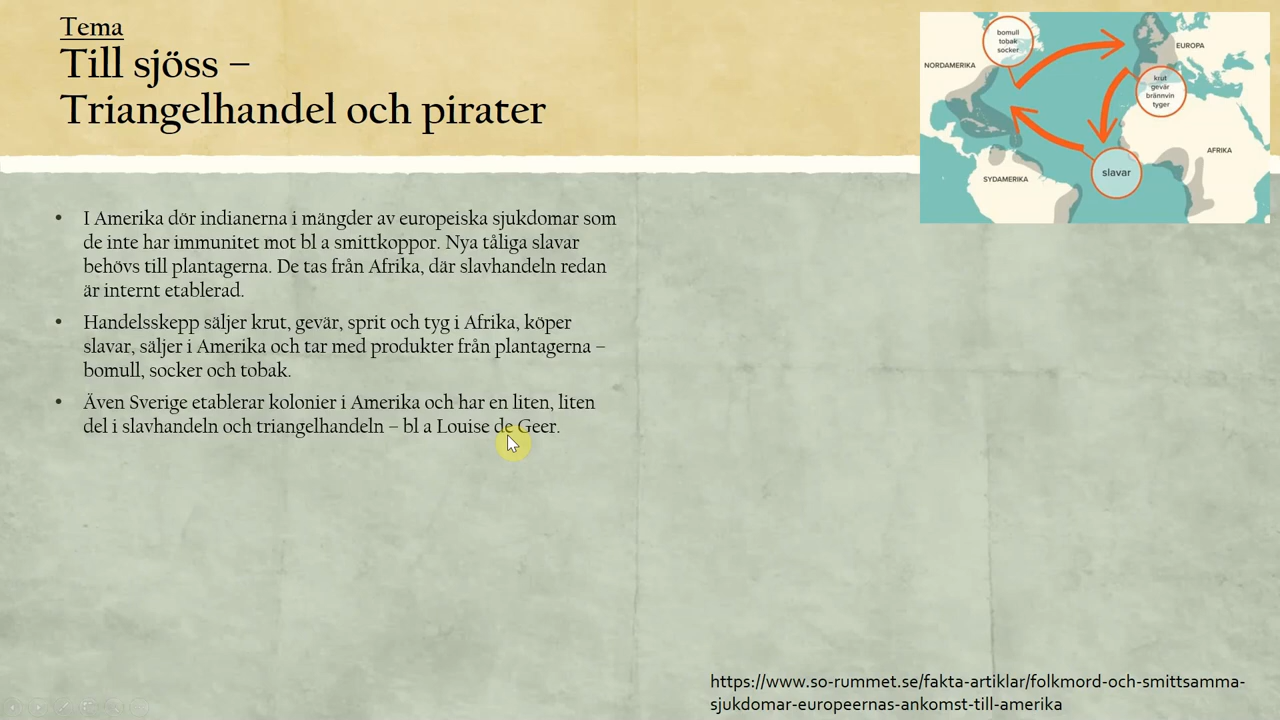 Tema
Till sjöss –
Triangelhandel och pirater
bomull
tobak
socker
NORDAMERIKA
EUROPA
krut
gevär
brännvin
tyger
AFRIKA
slavar
SYDAMERIKA
• I Amerika dör indianerna i mängder av europeiska sjukdomar som
de inte har immunitet mot bl a smittkoppor. Nya tåliga slavar
behövs till plantagerna. De tas från Afrika, där slavhandeln redan
är internt etablerad.
• Handelsskepp säljer krut, gevär, sprit och tyg i Afrika, köper
slavar, säljer i Amerika och tar med produkter från plantagerna –
bomull, socker och tobak.
• Även Sverige etablerar kolonier i Amerika och har en liten, liten
del i slavhandeln och triangelhandeln – bl a Louise de Geer.
https://www.so-rummet.se/fakta-artiklar/folkmord-och-smittsamma-
sjukdomar-europeernas-ankomst-till-amerika